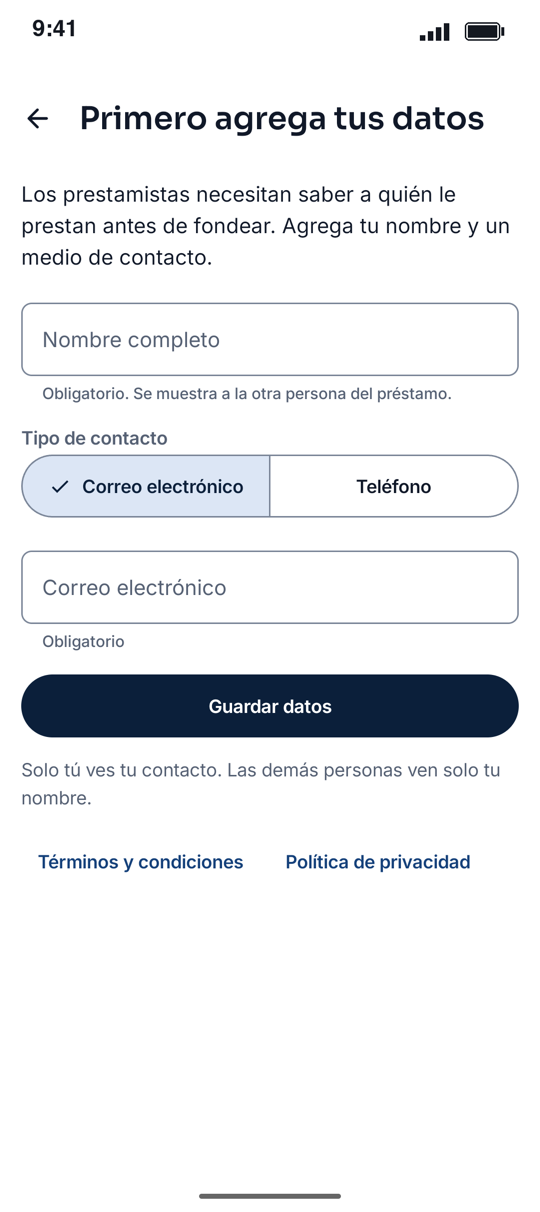 9:41
Primero agrega tus datos
Los prestamistas necesitan saber a quién le
prestan antes de fondear. Agrega tu nombre y un
medio de contacto.
Nombre completo
Obligatorio. Se muestra a la otra persona del préstamo.
Tipo de contacto
Correo electrónico
Teléfono
Correo electrónico
Obligatorio
Guardar datos
Solo tú ves tu contacto. Las demás personas ven solo tu
nombre.
Términos y condiciones
Política de privacidad